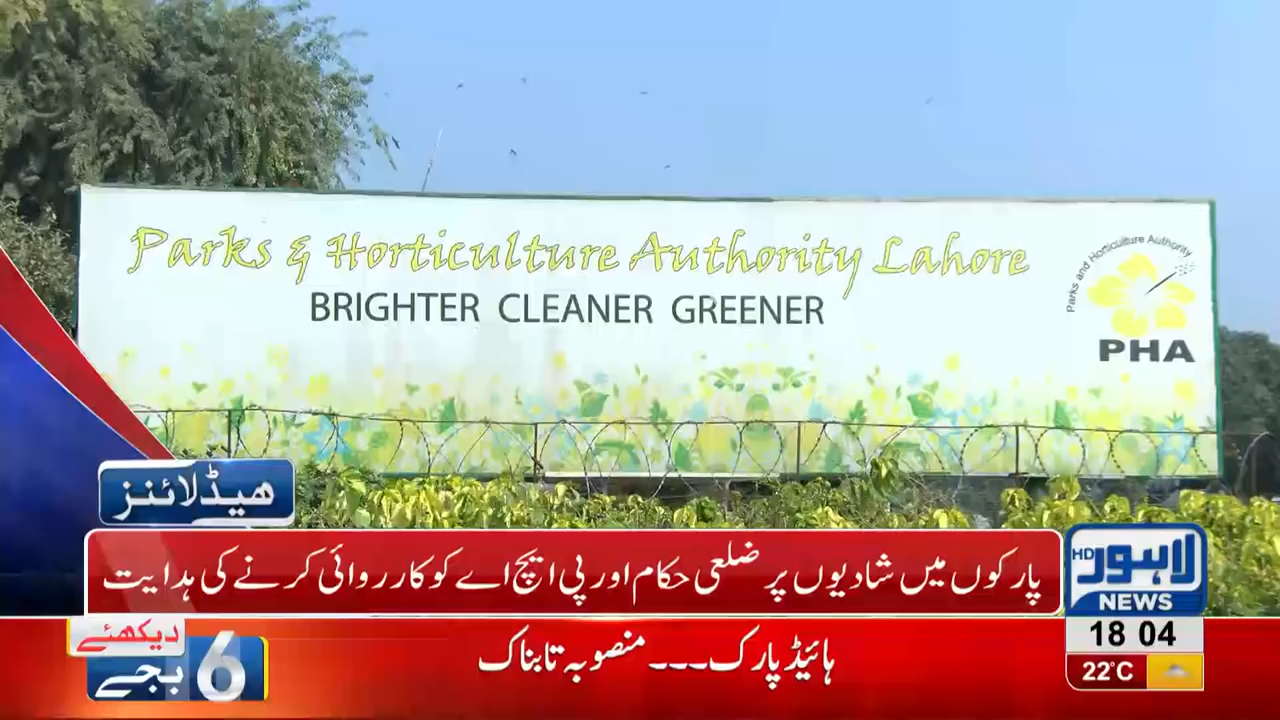 Parks & Horticulture Authority Lahore
BRIGHTER CLEANER GREENER
Parks and Horticulture Authority
PHA
ھیڈلائنز
پارکوں میں شادیوں پر ضلعی حکام اور پی ایچ اے کو کارروائی کرنے کی ہدایت
HD لاہور
NEWS
دیکھئے
6 بجے
ہائیڈ پارک۔۔۔ منصوبہ تابناک
18 04
22°C